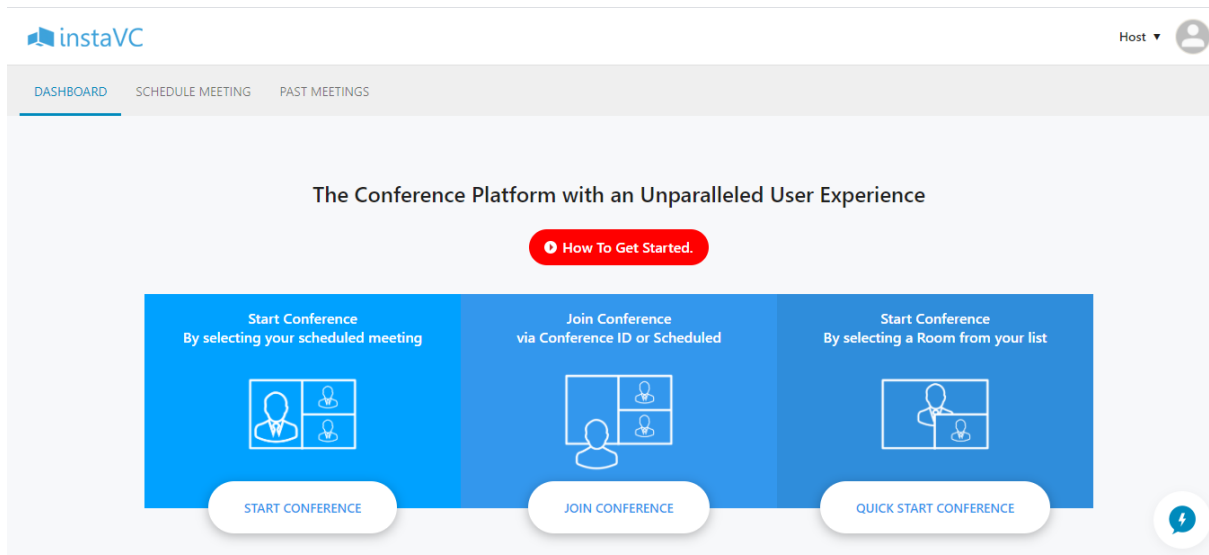 instaVC
Host ▼
DASHBOARD SCHEDULE MEETING PAST MEETINGS
The Conference Platform with an Unparalleled User Experience
How To Get Started.
Start Conference
By selecting your scheduled meeting
START CONFERENCE
Join Conference
via Conference ID or Scheduled
JOIN CONFERENCE
Start Conference
By selecting a Room from your list
QUICK START CONFERENCE